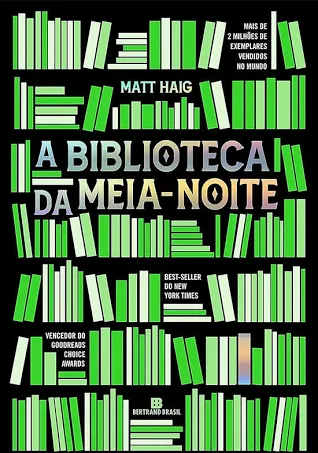 MAIS DE
2 MILHÕES DE
EXEMPLARES
VENDIDOS
NO MUNDO
MATT HAIG
A BIBLIOTECA
DA MEIA-NOITE
BEST-SELLER
DO NEW
YORK TIMES
VENCEDOR DO
GOODREADS
CHOICE
AWARDS
BB
BERTRAND BRASIL